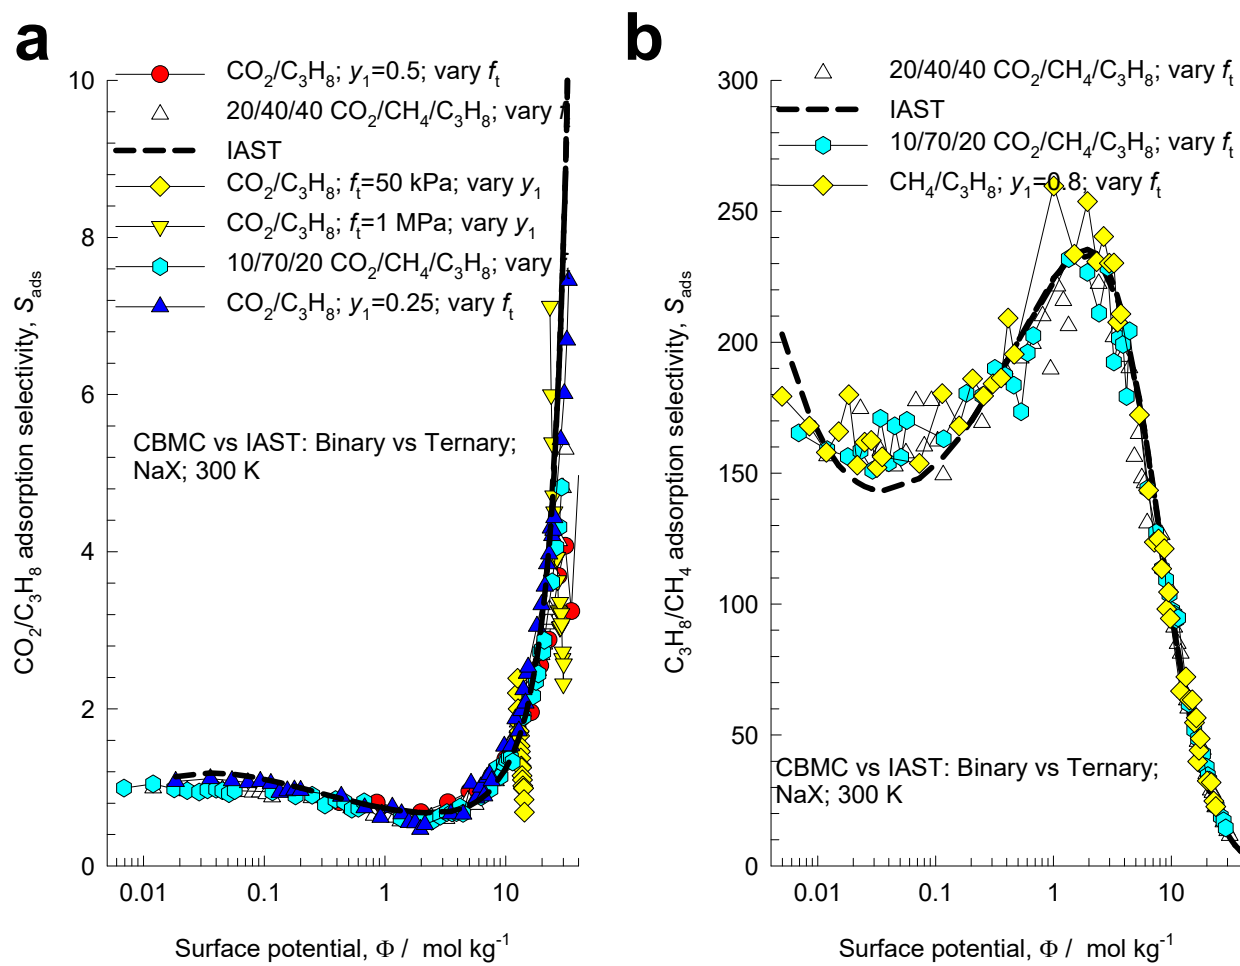 a
CO2/C3H8; y1=0.5; vary ft
20/40/40 CO2/CH4/C3H8; vary f
IAST
CO2/C3H8; ft=50 kPa; vary y1
CO2/C3H8; ft=1 MPa; vary y1
10/70/20 CO2/CH4/C3H8; vary
CO2/C3H8; y1=0.25; vary ft
CBMC vs IAST: Binary vs Ternary;
NaX; 300 K
CO2/C3H8 adsorption selectivity, Sads
10
8
6
4
2
0
0.01 0.1 1 10
Surface potential, Φ / mol kg-1
b
20/40/40 CO2/CH4/C3H8; vary ft
IAST
10/70/20 CO2/CH4/C3H8; vary ft
CH4/C3H8; y1=0.8; vary ft
C3H8/CH4 adsorption selectivity, Sads
300
250
200
150
100
50
0
CBMC vs IAST: Binary vs Ternary;
NaX; 300 K
0.01 0.1 1 10
Surface potential, Φ / mol kg-1